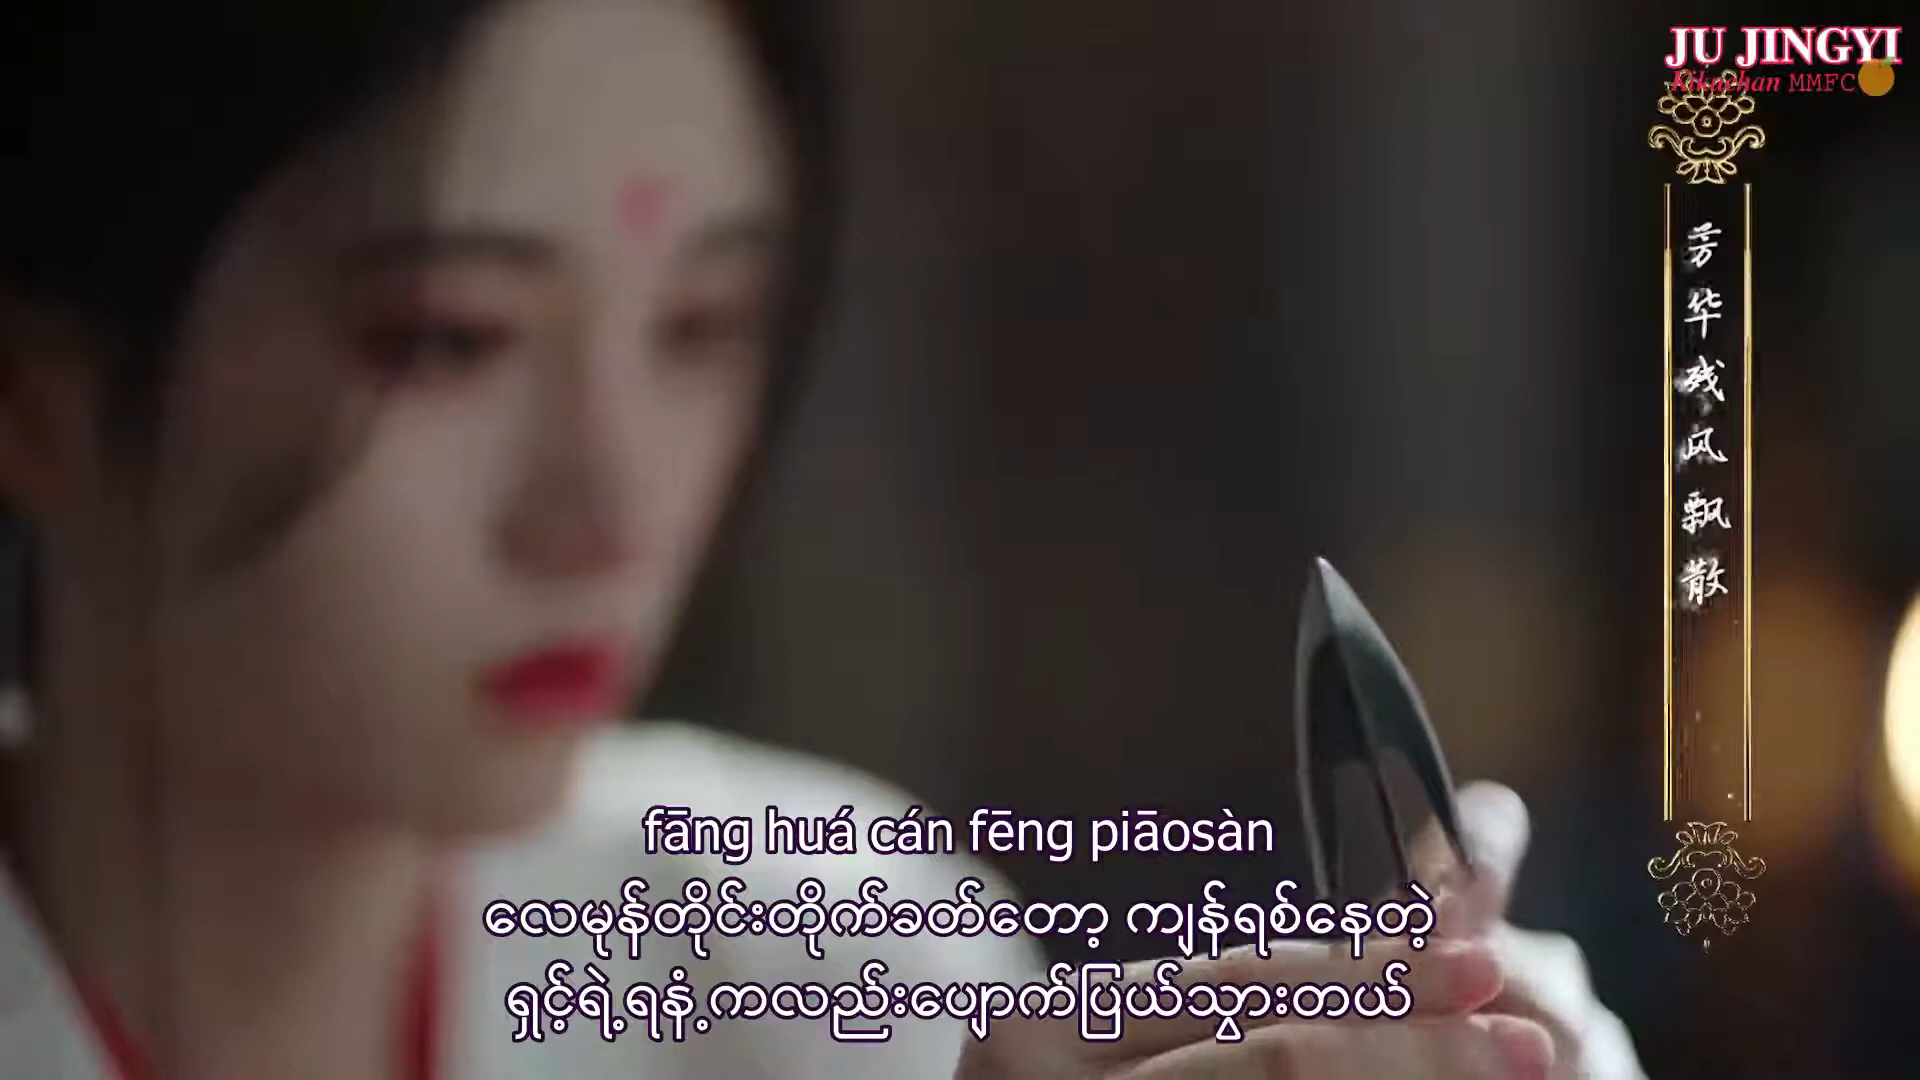 JU JINGYI
Kikuchan MMFC
芳华残风飘散
fāng huá cán fēng piāosàn
လေမုန်တိုင်းတိုက်ခတ်တော့ ကျန်ရစ်နေတဲ့
ရှင့်ရဲ့ရနံ့ကလည်းပျောက်ပြယ်သွားတယ်